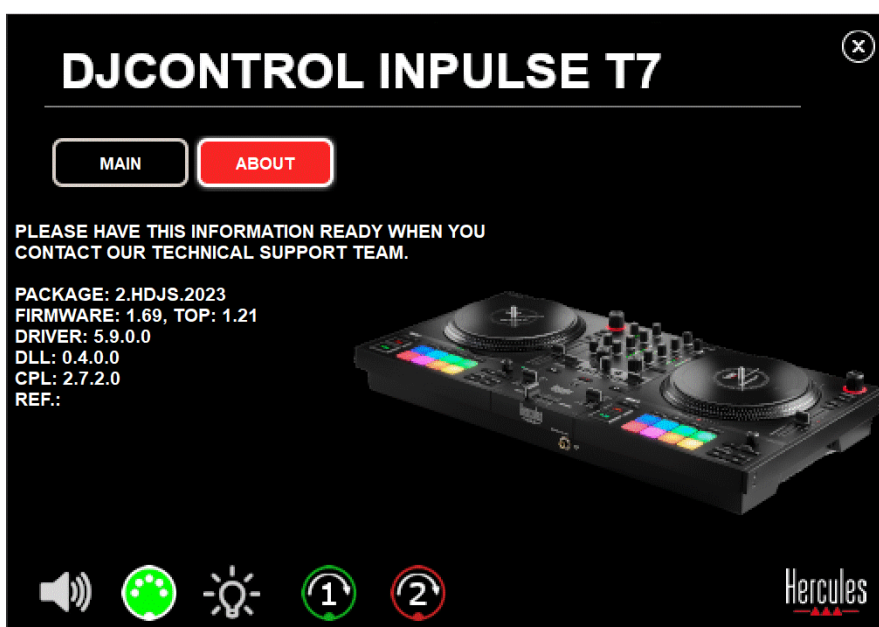 DJCONTROL INPULSE T7
MAIN
ABOUT
PLEASE HAVE THIS INFORMATION READY WHEN YOU
CONTACT OUR TECHNICAL SUPPORT TEAM.
PACKAGE: 2.HDJS.2023
FIRMWARE: 1.69, TOP: 1.21
DRIVER: 5.9.0.0
DLL: 0.4.0.0
CPL: 2.7.2.0
REF.:
1
2
Hercules